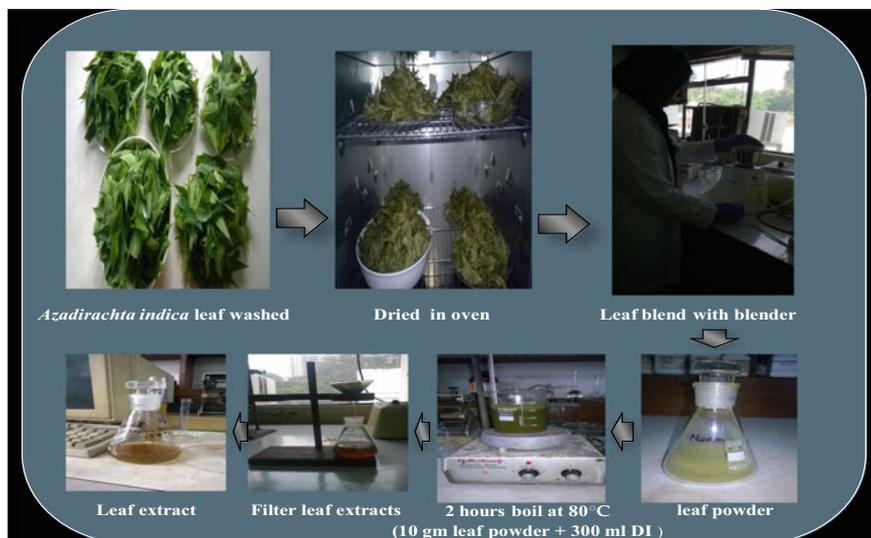 Azadirachta indica leaf washed
Dried in oven
Leaf blend with blender
Leaf extract
Filter leaf extracts
2 hours boil at 80°C
(10 gm leaf powder + 300 ml DI )
leaf powder